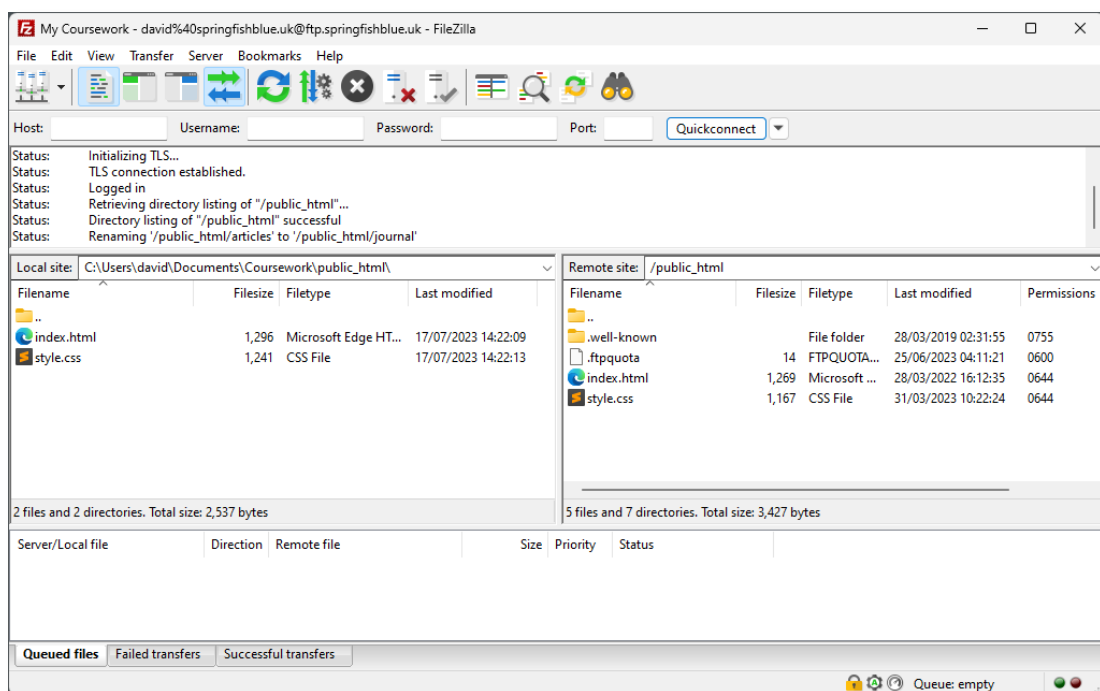 My Coursework - david%40springfishblue.uk@ftp.springfishblue.uk - FileZilla
File Edit View Transfer Server Bookmarks Help
Host: Username: Password: Port: Quickconnect
Status: Initializing TLS...
Status: TLS connection established.
Status: Logged in
Status: Retrieving directory listing of "/public_html"...
Status: Directory listing of "/public_html" successful
Status: Renaming '/public_html/articles' to '/public_html/journal'
Local site: C:\Users\david\Documents\Coursework\public_html\
Filename Filesize Filetype Last modified
..
index.html 1,296 Microsoft Edge HT... 17/07/2023 14:22:09
style.css 1,241 CSS File 17/07/2023 14:22:13
2 files and 2 directories. Total size: 2,537 bytes
Remote site: /public_html
Filename Filesize Filetype Last modified Permissions
..
.well-known File folder 28/03/2019 02:31:55 0755
.ftpquota 14 FTPQUOTA... 25/06/2023 04:11:21 0600
index.html 1,269 Microsoft ... 28/03/2022 16:12:35 0644
style.css 1,167 CSS File 31/03/2023 10:22:24 0644
5 files and 7 directories. Total size: 3,427 bytes
Server/Local file Direction Remote file Size Priority Status
Queued files Failed transfers Successful transfers
Queue: empty